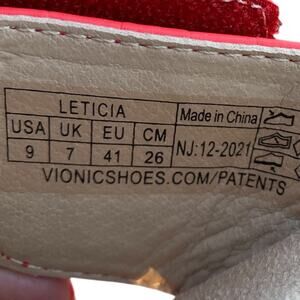 LETICIA
USA UK EU CM
9 7 41 26
Made in China
NJ:12-2021
VIONICSHOES.COM/PATENTS